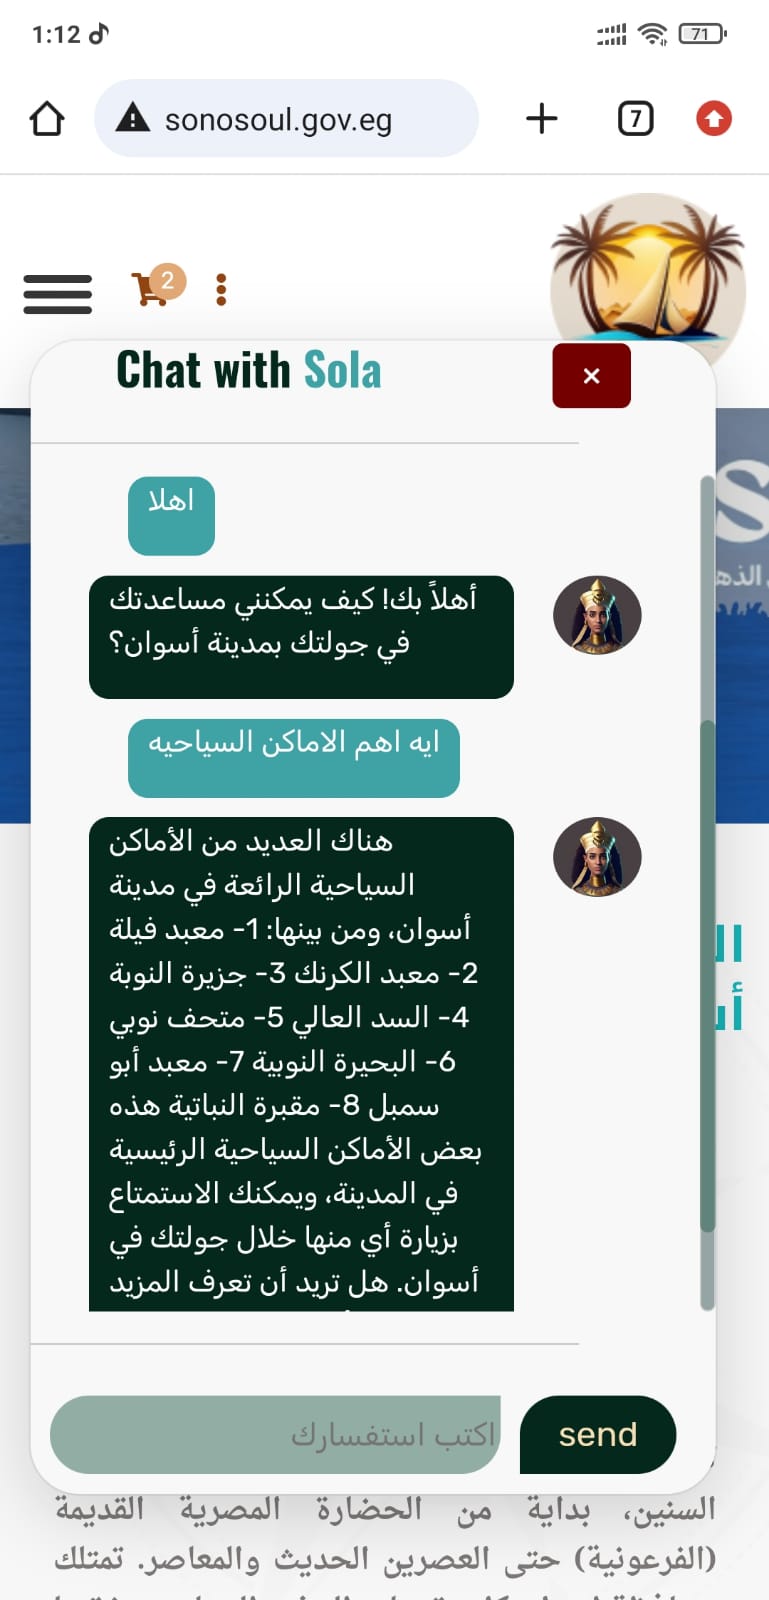 1:12
71
sonosoul.gov.eg
7
2
Chat with Sola
×
اهلا
أهلاً بك! كيف يمكنني مساعدتك
في جولتك بمدينة أسوان؟
ايه اهم الاماكن السياحيه
هناك العديد من الأماكن
السياحية الرائعة في مدينة
أسوان، ومن بينها: 1- معبد فيلة
2- معبد الكرنك 3- جزيرة النوبة
4- السد العالي 5- متحف نوبي
6- البحيرة النوبية 7- معبد أبو
سمبل 8- مقبرة النباتية هذه
بعض الأماكن السياحية الرئيسية
في المدينة، ويمكنك الاستمتاع
بزيارة أي منها خلال جولتك في
أسوان. هل تريد أن تعرف المزيد
اكتب استفسارك
send
السنين، بداية من الحضارة المصرية القديمة
(الفرعونية) حتى العصرين الحديث والمعاصر. تمتلك